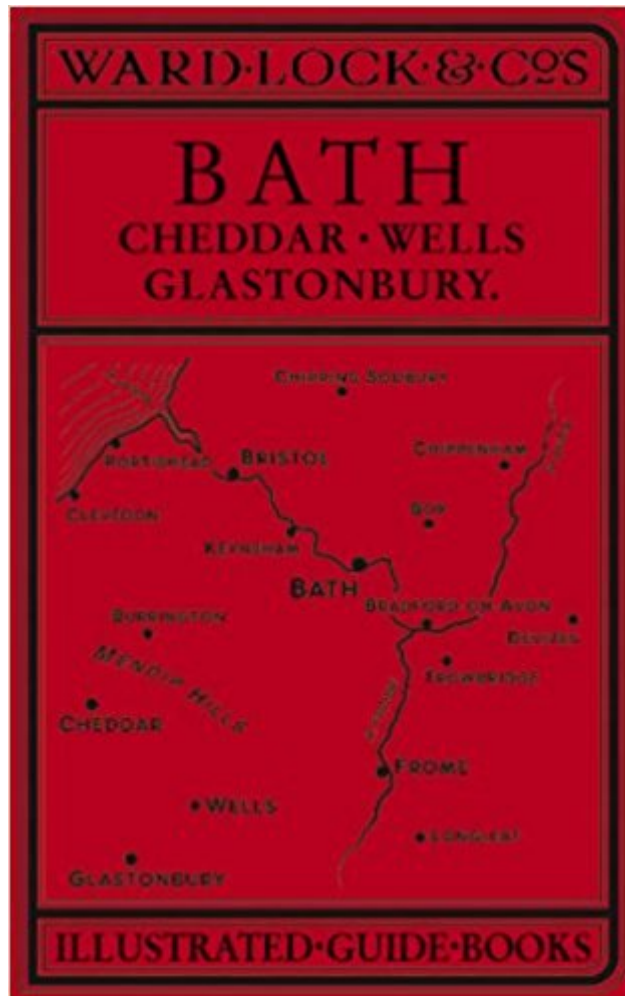 WARD·LOCK·&·Cº'S
BATH
CHEDDAR·WELLS
GLASTONBURY.
CHIPPING SODBURY
PORTISHEAD
BRISTOL
CHIPPENHAM
CLEVEDON
BOX
KEYNSHAM
BATH
BURRINGTON
BRADFORD ON AVON
DEVIZES
MENDIP HILLS
TROWBRIDGE
CHEDDAR
FROME
WELLS
LONGLEAT
GLASTONBURY
ILLUSTRATED·GUIDE·BOOKS